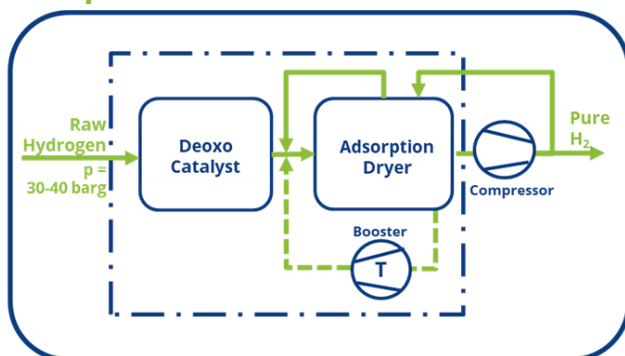 Raw
Hydrogen
p =
30-40 barg
Deoxo
Catalyst
Adsorption
Dryer
Compressor
Pure
H₂
Booster
T